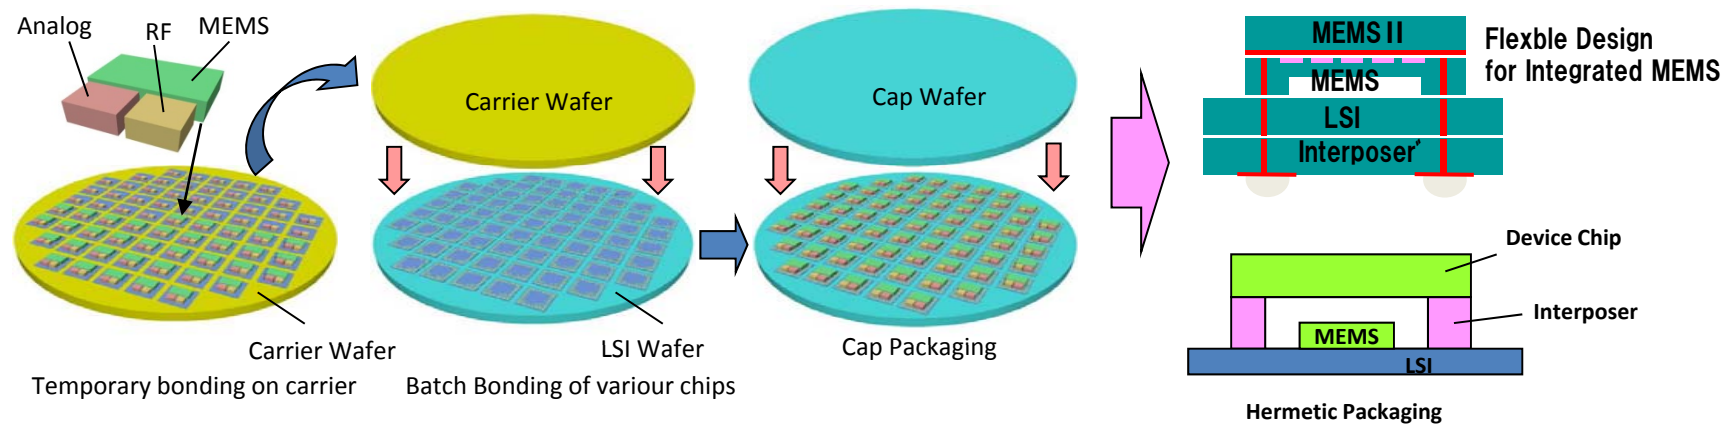 Analog
RF
MEMS
Carrier Wafer
Temporary bonding on carrier
Carrier Wafer
LSI Wafer
Batch Bonding of variour chips
Cap Wafer
Cap Packaging
MEMS II
MEMS
LSI
Interposer
Flexble Design
for Integrated MEMS
Device Chip
Interposer
MEMS
LSI
Hermetic Packaging